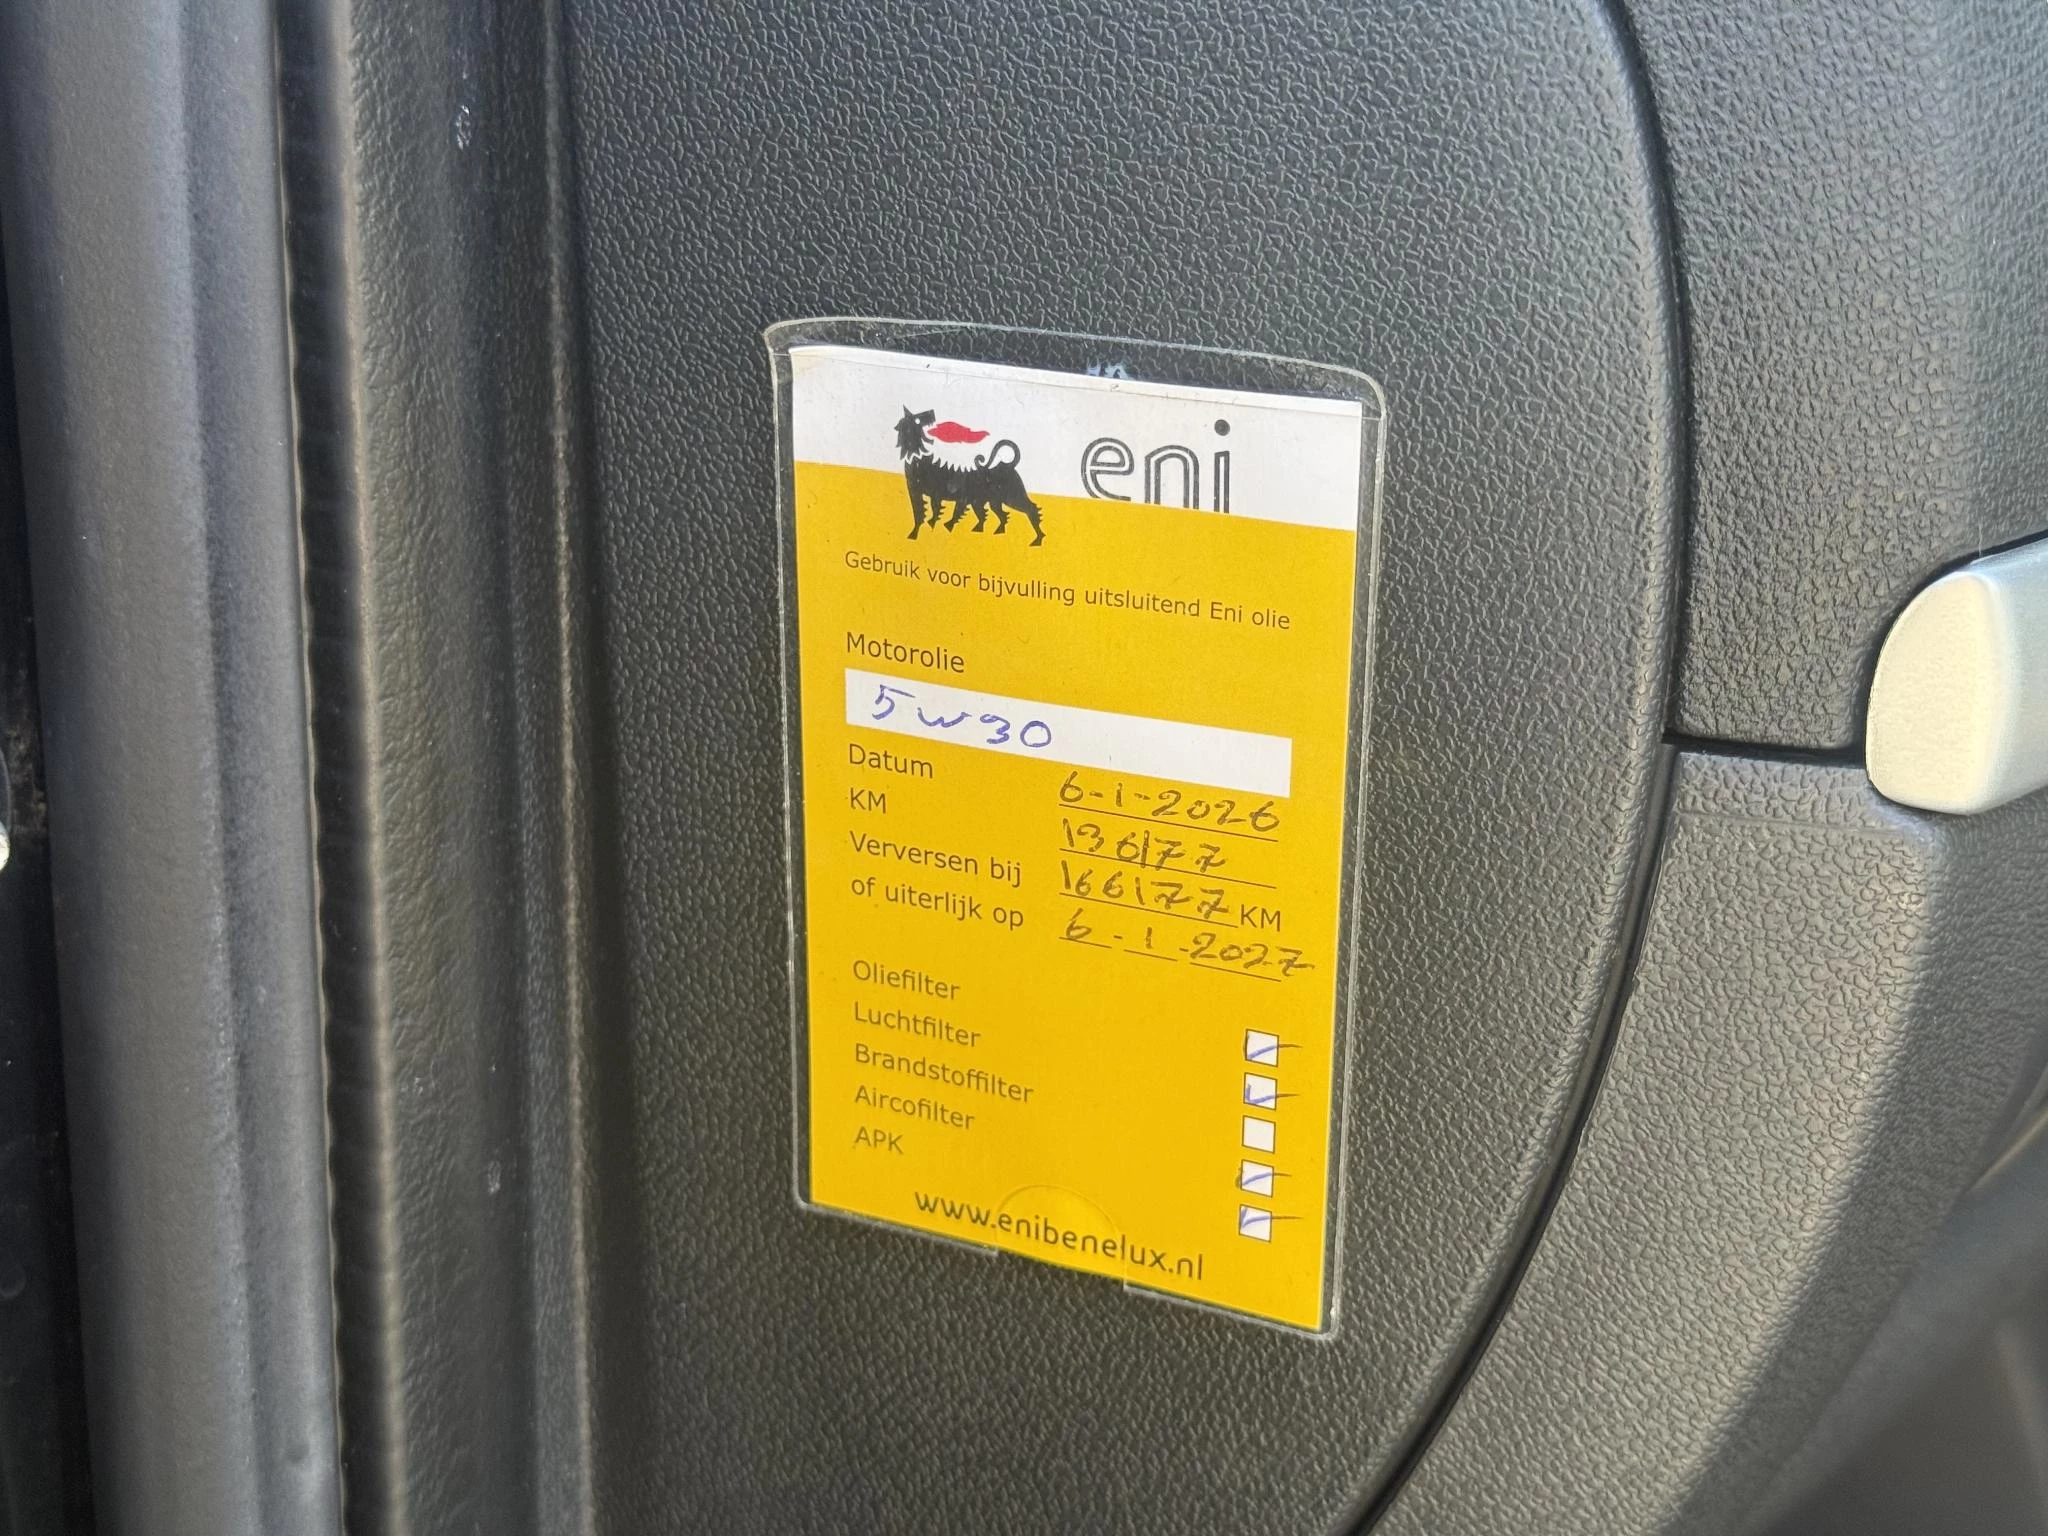 eni
Gebruik voor bijvulling uitsluitend Eni olie
Motorolie
5w30
Datum 6-1-2026
KM 136177
Verversen bij 166177 KM
of uiterlijk op 6-1-2027
Oliefilter
Luchtfilter
Brandstoffilter
Aircofilter
APK
www.enibenelux.nl